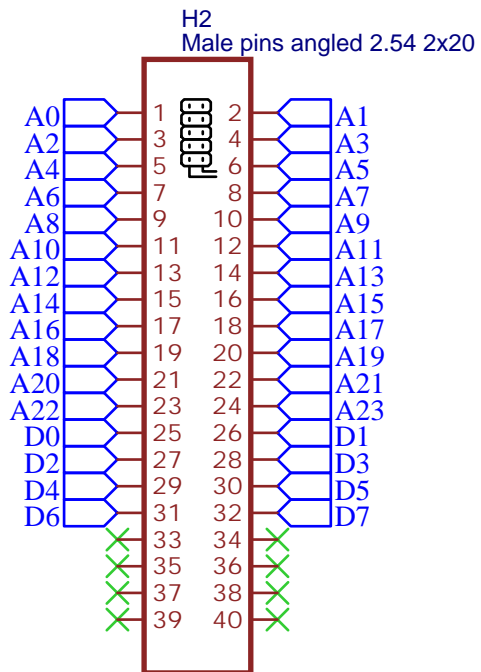 H2
Male pins angled 2.54 2x20
A0 1 2 A1
A2 3 4 A3
A4 5 6 A5
A6 7 8 A7
A8 9 10 A9
A10 11 12 A11
A12 13 14 A13
A14 15 16 A15
A16 17 18 A17
A18 19 20 A19
A20 21 22 A21
A22 23 24 A23
D0 25 26 D1
D2 27 28 D3
D4 29 30 D5
D6 31 32 D7
33 34
35 36
37 38
39 40